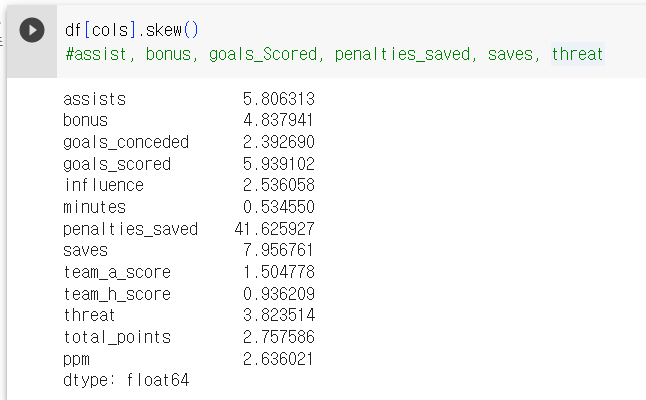 df[cols].skew()
#assist, bonus, goals_Scored, penalties_saved, saves, threat
assists 5.806313
bonus 4.837941
goals_conceded 2.392690
goals_scored 5.939102
influence 2.536058
minutes 0.534550
penalties_saved 41.625927
saves 7.956761
team_a_score 1.504778
team_h_score 0.936209
threat 3.823514
total_points 2.757586
ppm 2.636021
dtype: float64